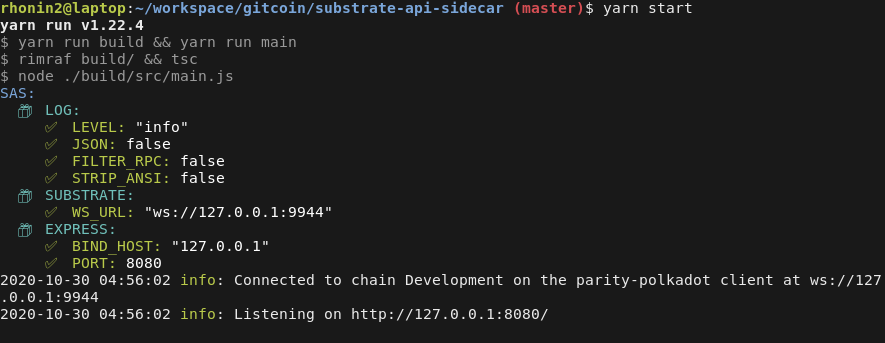 rhonin2@laptop:~/workspace/gitcoin/substrate-api-sidecar (master)$ yarn start
yarn run v1.22.4
$ yarn run build && yarn run main
$ rimraf build/ && tsc
$ node ./build/src/main.js
SAS:
📦 LOG:
✅ LEVEL: "info"
✅ JSON: false
✅ FILTER_RPC: false
✅ STRIP_ANSI: false
📦 SUBSTRATE:
✅ WS_URL: "ws://127.0.0.1:9944"
📦 EXPRESS:
✅ BIND_HOST: "127.0.0.1"
✅ PORT: 8080
2020-10-30 04:56:02 info: Connected to chain Development on the parity-polkadot client at ws://127
.0.0.1:9944
2020-10-30 04:56:02 info: Listening on http://127.0.0.1:8080/